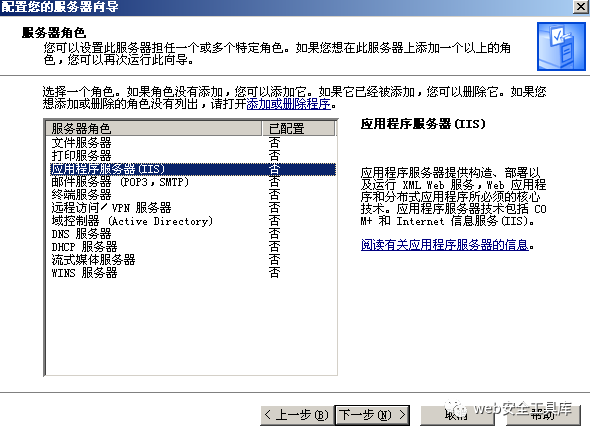 配置您的服务器向导
服务器角色
您可以设置此服务器担任一个或多个特定角色。如果您想在此服务器上添加一个以上的角
色，您可以再次运行此向导。
选择一个角色。如果角色没有添加，您可以添加它。如果它已经被添加，您可以删除它。如果您
想添加或删除的角色没有列出，请打开添加或删除程序。
服务器角色 已配置
文件服务器 否
打印服务器 否
应用程序服务器(IIS) 否
邮件服务器 (POP3，SMTP) 否
终端服务器 否
远程访问/ VPN 服务器 否
域控制器 (Active Directory) 否
DNS 服务器 否
DHCP 服务器 否
流式媒体服务器 否
WINS 服务器 否
应用程序服务器(IIS)
应用程序服务器提供构造、部署以
及运行 XML Web 服务，Web 应用程
序和分布式应用程序所必须的核心
技术。应用程序服务器技术包括 CO
M+ 和 Internet 信息服务(IIS)。
阅读有关应用程序服务器的信息。
< 上一步(B) 下一步(N) > 取消 帮助
web安全工具库